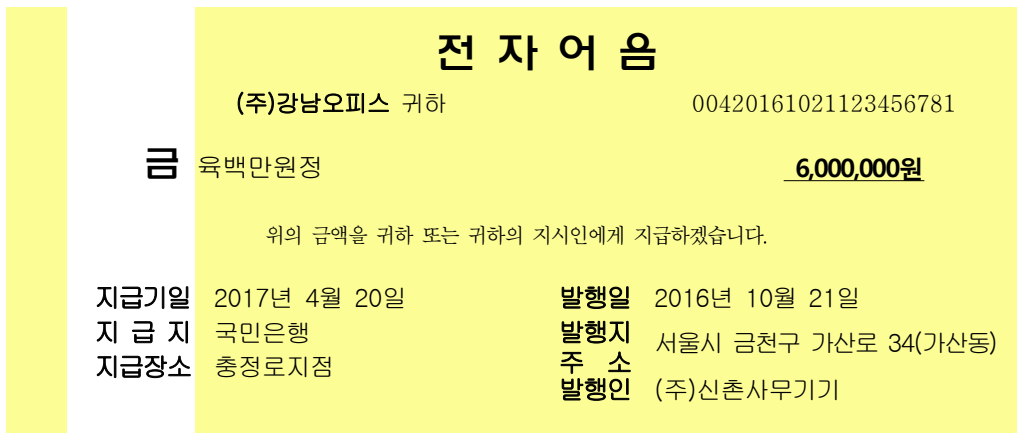 전 자 어 음
(주)강남오피스 귀하 00420161021123456781
금 육백만원정 6,000,000원
위의 금액을 귀하 또는 귀하의 지시인에게 지급하겠습니다.
지급기일 2017년 4월 20일 발행일 2016년 10월 21일
지 급 지 국민은행 발행지 서울시 금천구 가산로 34(가산동)
지급장소 충정로지점 주 소
발행인 (주)신촌사무기기